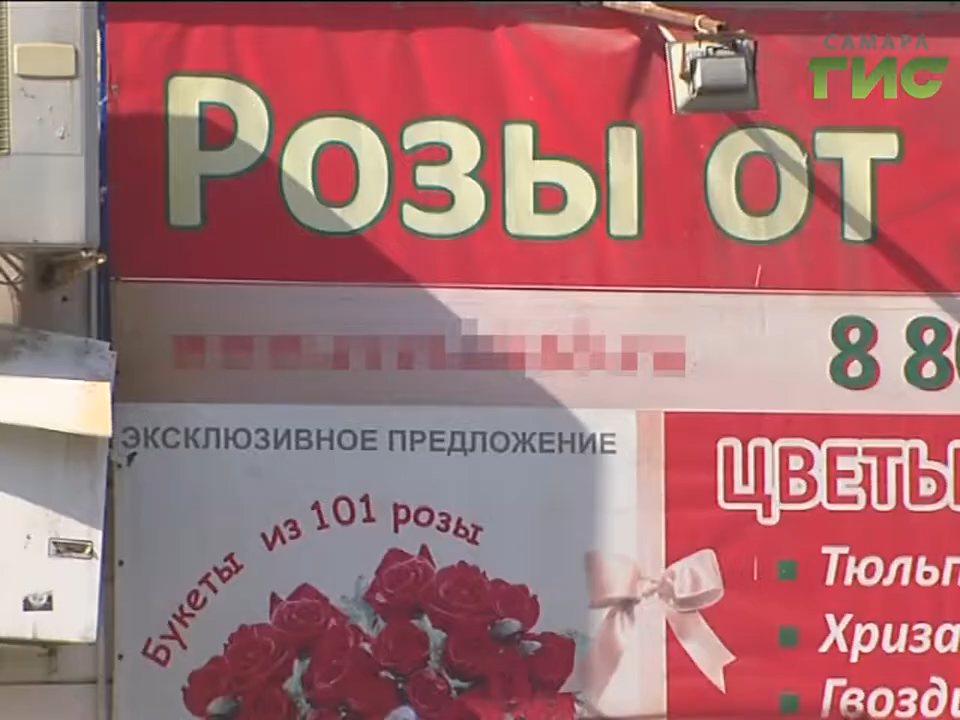 САМАРА
ГИС
Розы от
8 8
ЭКСКЛЮЗИВНОЕ ПРЕДЛОЖЕНИЕ
Букеты из 101 розы
ЦВЕТЫ
Тюльп
Хриза
Гвозди